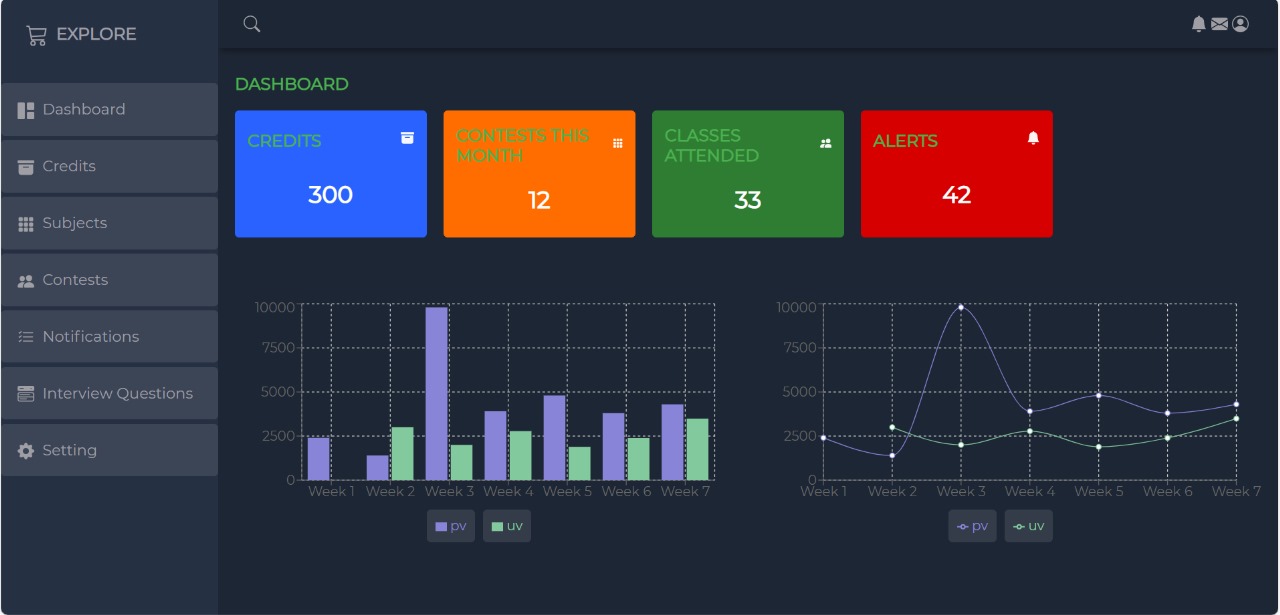 EXPLORE
Dashboard
Credits
Subjects
Contests
Notifications
Interview Questions
Setting
DASHBOARD
CREDITS
300
CONTESTS THIS
MONTH
12
CLASSES
ATTENDED
33
ALERTS
42
10000
7500
5000
2500
0
Week 1 Week 2 Week 3 Week 4 Week 5 Week 6 Week 7
pv uv
10000
7500
5000
2500
0
Week 1 Week 2 Week 3 Week 4 Week 5 Week 6 Week 7
pv uv